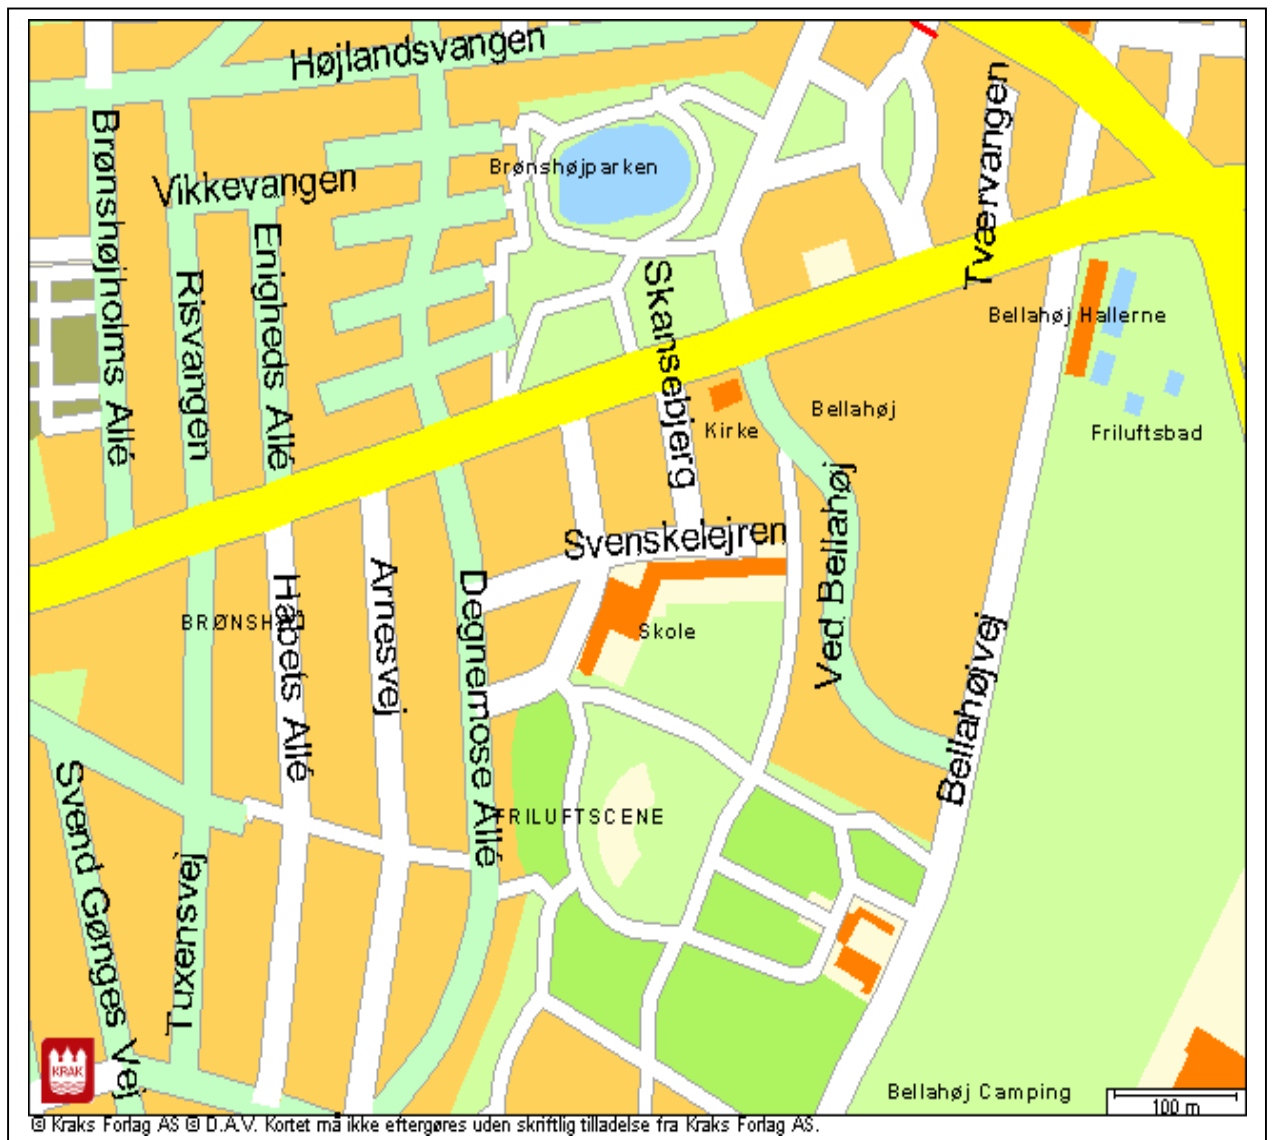 Højlandsvangen
Brønshøjholms Allé
Vikkevangen
Brønshøjparken
Tværvangen
Risvangen
Enigheds Allé
Skansebjerg
Bellahøj Hallerne
Bellahøj
Kirke
Friluftsbad
Svenskelejren
Ved Bellahøj
BRØNSHØJ
Håbets Allé
Arnesvej
Degnemose Allé
Skole
Bellahøjvej
Svend Gønges Vej
FRILUFTSCENE
Tuxensvej
KRAK
Bellahøj Camping
100 m
© Kraks Forlag AS © D.A.V. Kortet må ikke eftergøres uden skriftlig tilladelse fra Kraks Forlag AS.